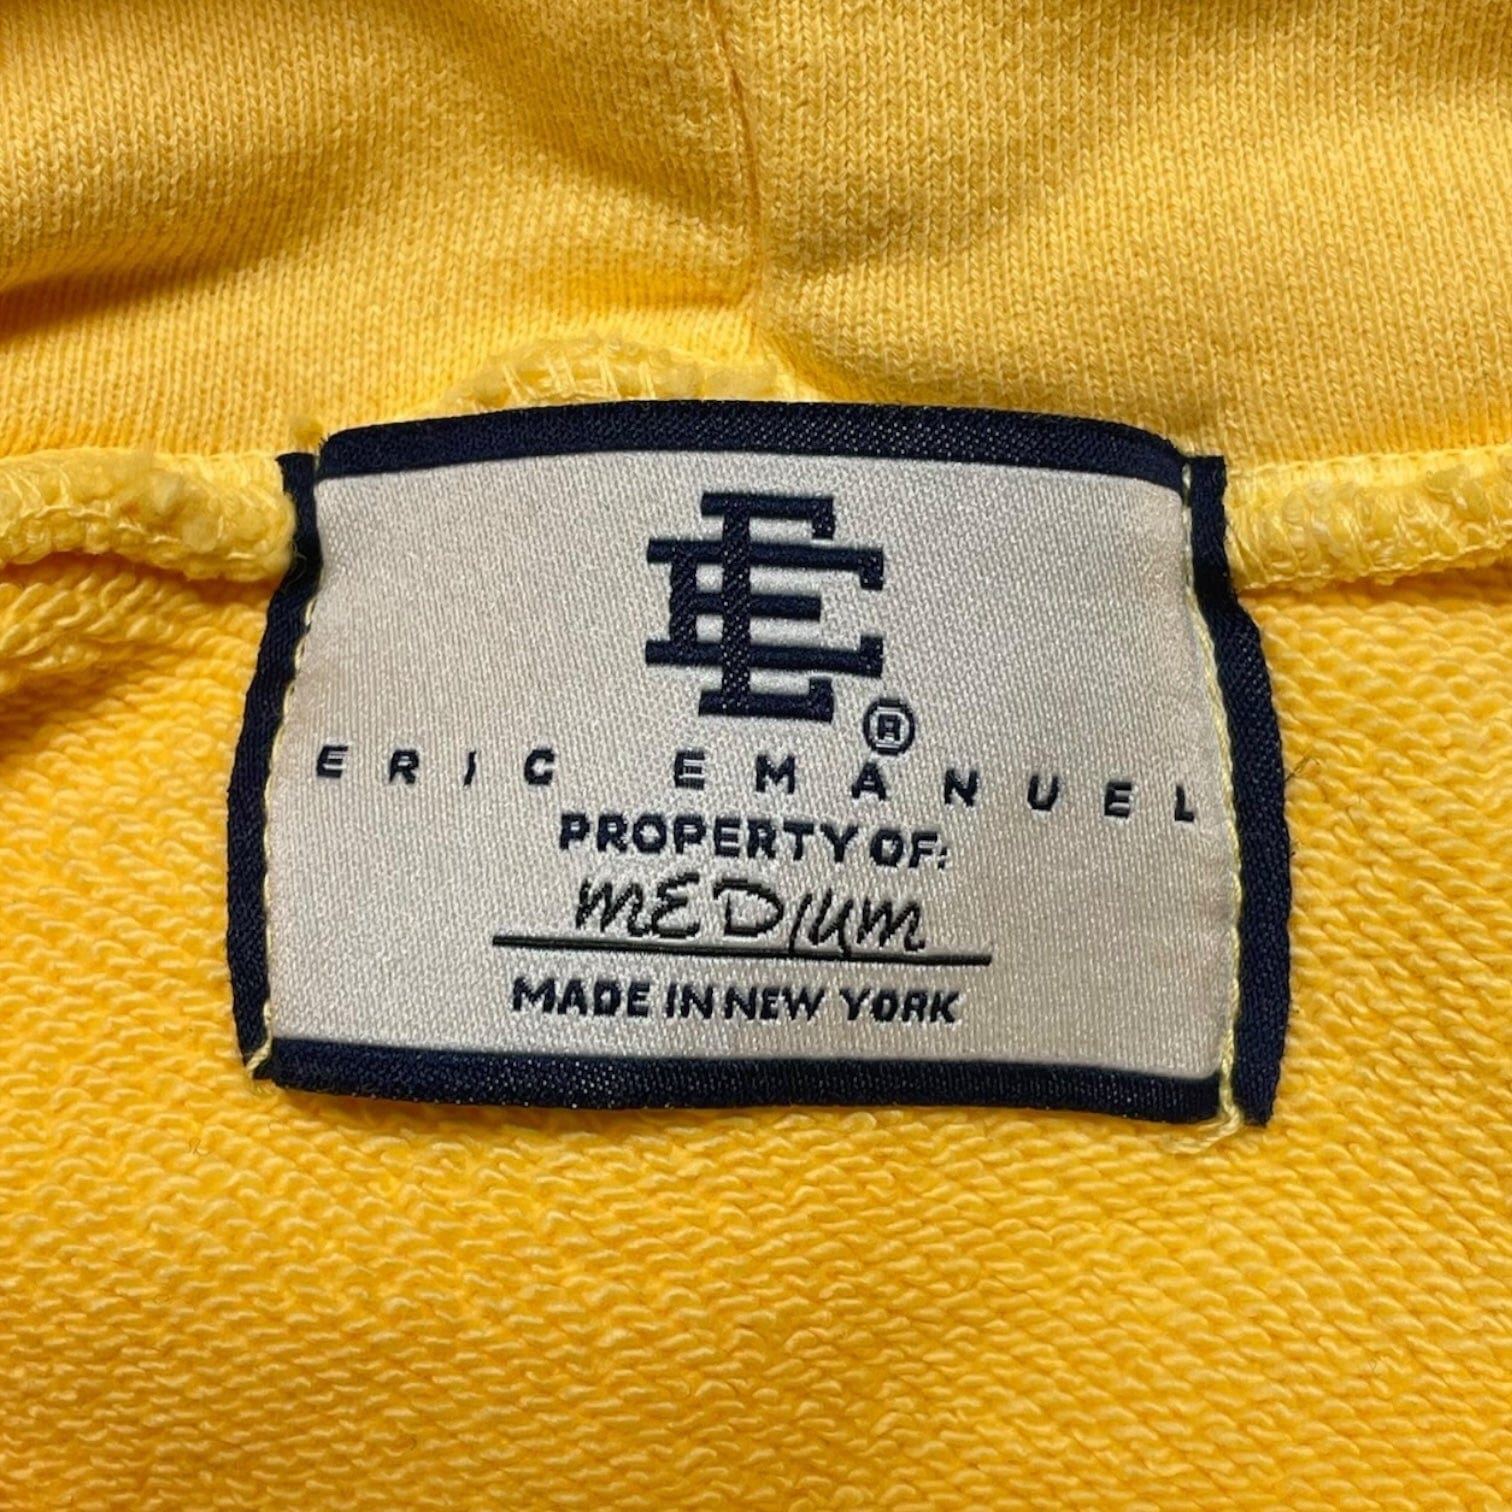 EE®
ERIC EMANUEL
PROPERTY OF:
MEDIUM
MADE IN NEW YORK